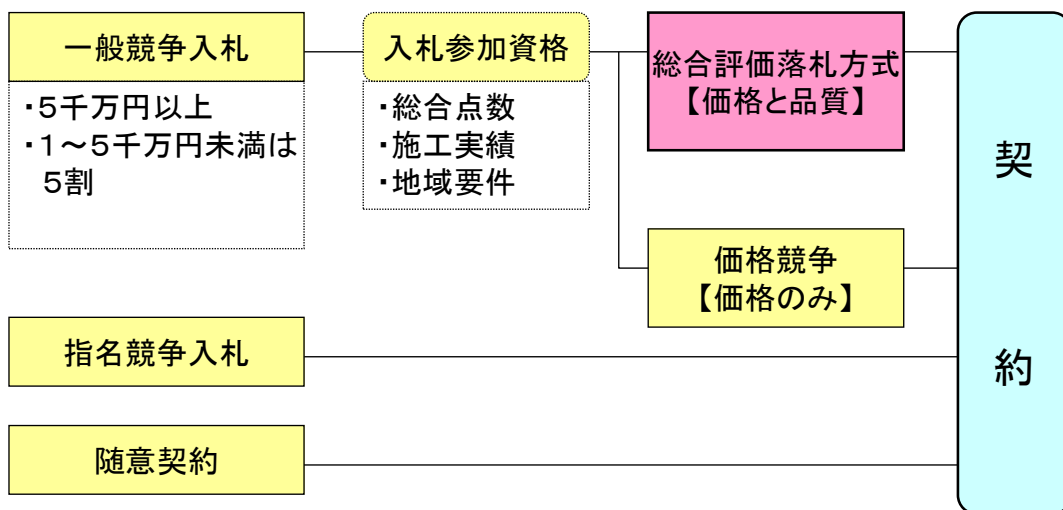 一般競争入札
・５千万円以上
・１～５千万円未満は
５割
入札参加資格
・総合点数
・施工実績
・地域要件
総合評価落札方式
【価格と品質】
価格競争
【価格のみ】
指名競争入札
随意契約
契
約